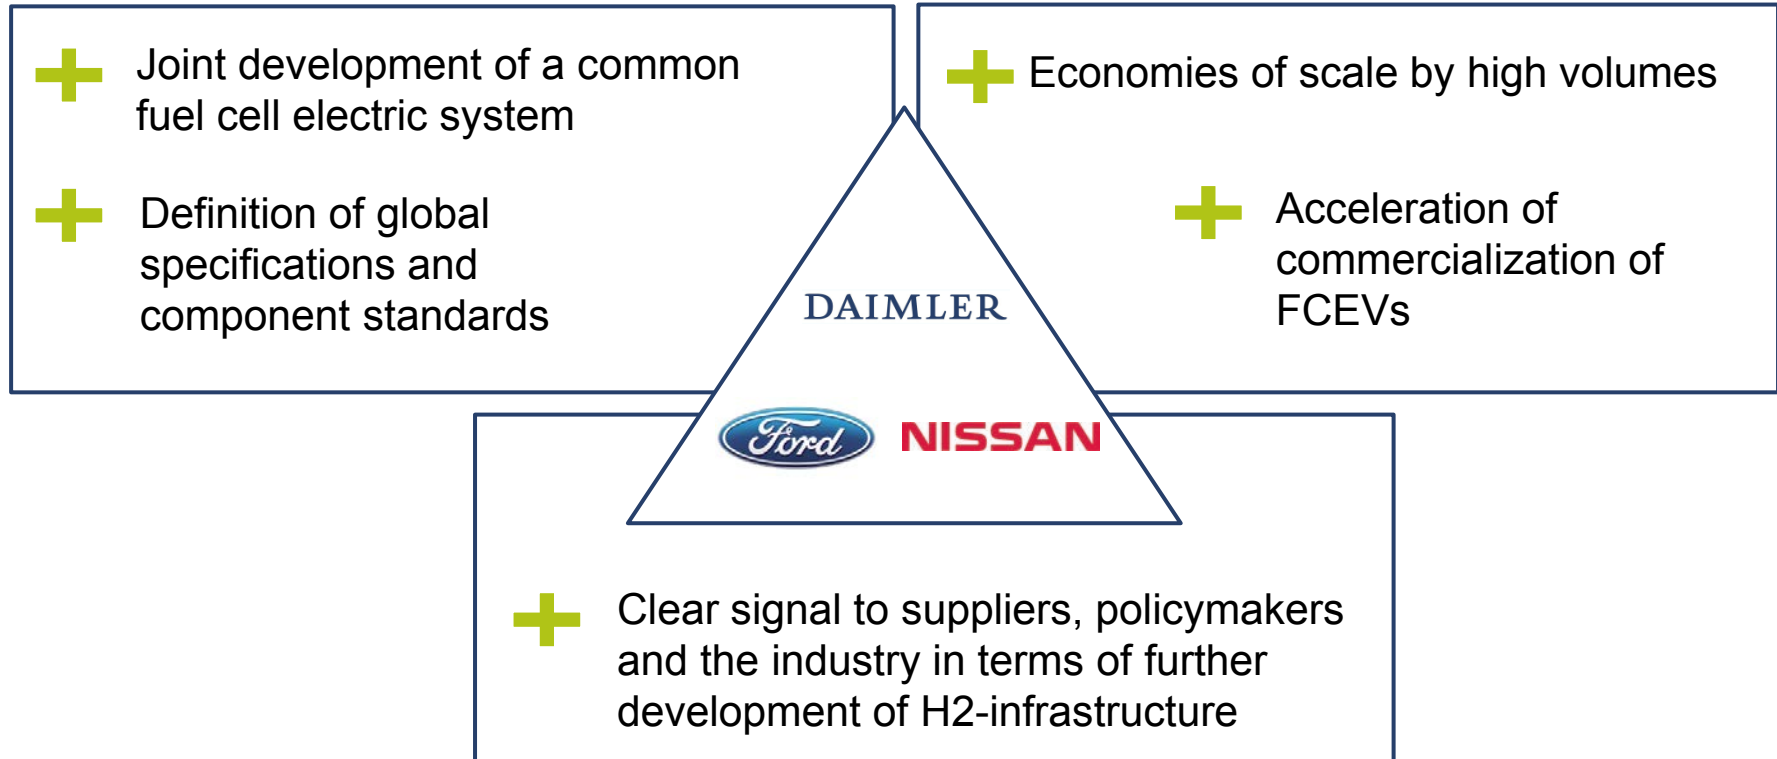 Joint development of a common
fuel cell electric system
Definition of global
specifications and
component standards
Economies of scale by high volumes
Acceleration of
commercialization of
FCEVs
DAIMLER
Ford
NISSAN
Clear signal to suppliers, policymakers
and the industry in terms of further
development of H2-infrastructure